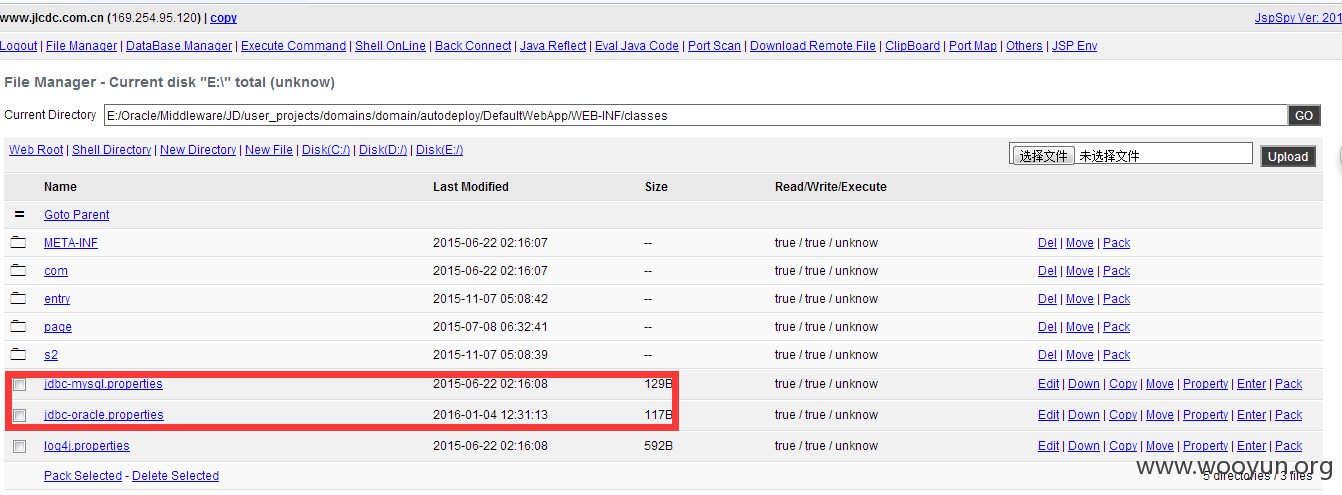 www.jlcdc.com.cn (169.254.95.120) | copy JspSpy Ver: 201
Logout | File Manager | DataBase Manager | Execute Command | Shell OnLine | Back Connect | Java Reflect | Eval Java Code | Port Scan | Download Remote File | ClipBoard | Port Map | Others | JSP Env
File Manager - Current disk "E:\" total (unknow)
Current Directory E:/Oracle/Middleware/JD/user_projects/domains/domain/autodeploy/DefaultWebApp/WEB-INF/classes GO
Web Root | Shell Directory | New Directory | New File | Disk(C:/) | Disk(D:/) | Disk(E:/) 选择文件 未选择文件 Upload
Name Last Modified Size Read/Write/Execute
= Goto Parent
META-INF 2015-06-22 02:16:07 -- true / true / unknow Del | Move | Pack
com 2015-06-22 02:16:07 -- true / true / unknow Del | Move | Pack
entry 2015-11-07 05:08:42 -- true / true / unknow Del | Move | Pack
page 2015-07-08 06:32:41 -- true / true / unknow Del | Move | Pack
s2 2015-11-07 05:08:39 -- true / true / unknow Del | Move | Pack
jdbc-mysql.properties 2015-06-22 02:16:08 129B true / true / unknow Edit | Down | Copy | Move | Property | Enter | Pack
jdbc-oracle.properties 2016-01-04 12:31:13 117B true / true / unknow Edit | Down | Copy | Move | Property | Enter | Pack
log4j.properties 2015-06-22 02:16:08 592B true / true / unknow Edit | Down | Copy | Move | Property | Enter | Pack
Pack Selected - Delete Selected 5 directories / 3 files
www.wooyun.org